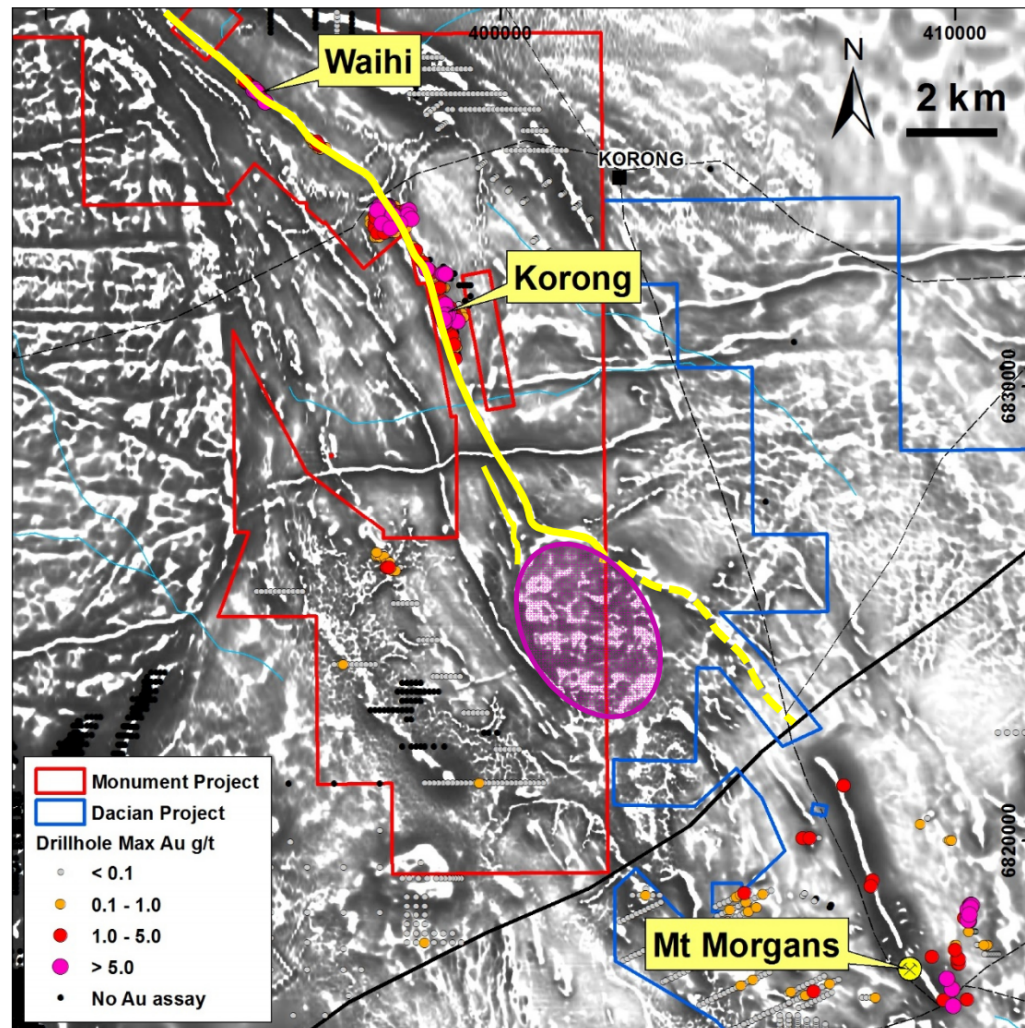 400000
410000
Waihi
N
2 km
KORONG
Korong
6830000
6820000
Monument Project
Dacian Project
Drillhole Max Au g/t
< 0.1
0.1 - 1.0
1.0 - 5.0
> 5.0
No Au assay
Mt Morgans